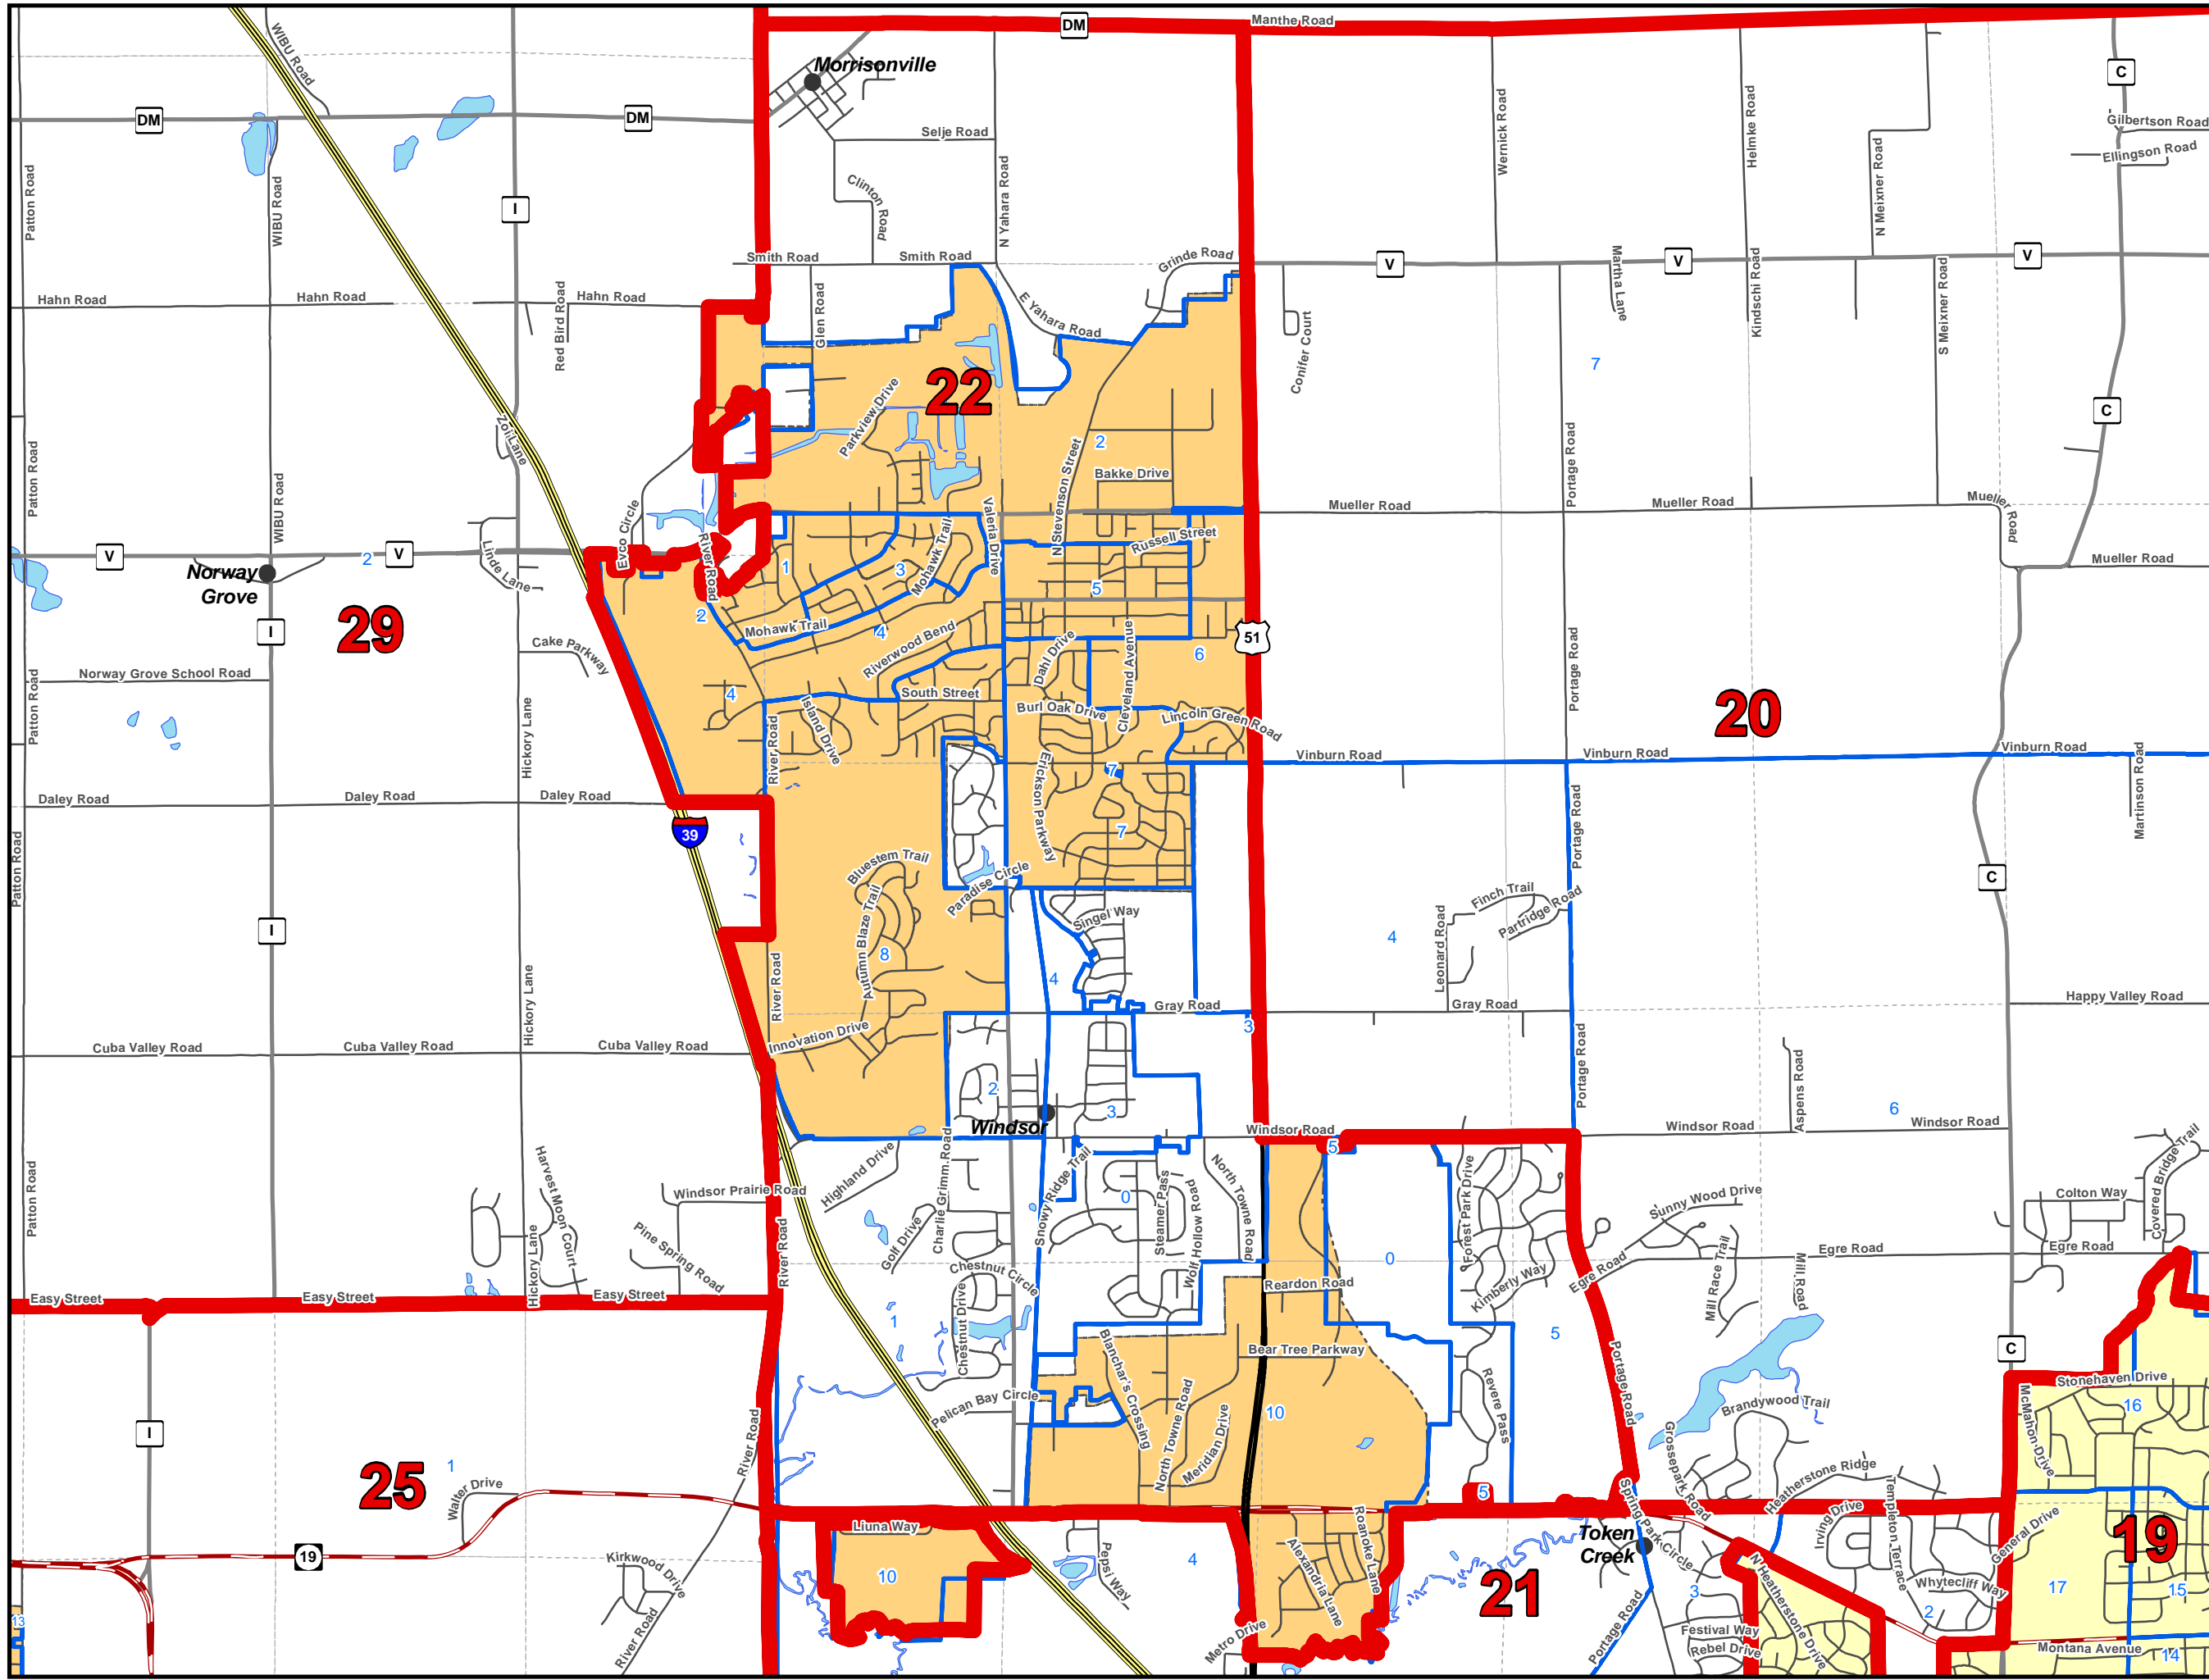 Manthe Road
DM
WIBU Road
Morrisonville
C
DM
DM
Gilbertson Road
Selje Road
Ellingson Road
Wernick Road
Helmke Road
N Meixner Road
Patton Road
WIBU Road
I
Clinton Road
N Yahara Road
Smith Road
Smith Road
Grinde Road
V
V
V
Martha Lane
Kindschi Road
S Meixner Road
Hahn Road
Hahn Road
Hahn Road
Red Bird Road
Glen Road
E Yahara Road
Conifer Court
7
22
C
Parkview Drive
Zoi Lane
2
Patton Road
WIBU Road
N Stevenson Street
Bakke Drive
Portage Road
Mueller Road
Mueller Road
Mueller Road
Valeria Drive
Mohawk Trail
Russell Street
Evco Circle
River Road
V
2
V
Linde Lane
Norway Grove
1
3
5
Mueller Road
29
I
2
Mohawk Trail
4
Riverwood Bend
Dahl Drive
Cleveland Avenue
51
6
Cake Parkway
Norway Grove School Road
Patton Road
Hickory Lane
4
South Street
Island Drive
Burl Oak Drive
Lincoln Green Road
Portage Road
20
River Road
Vinburn Road
Vinburn Road
Vinburn Road
Erickson Parkway
7
Daley Road
Daley Road
Daley Road
39
7
Portage Road
Martinson Road
Patton Road
Bluestem Trail
Paradise Circle
C
Finch Trail
Partridge Road
I
Autumn Blaze Trail
8
Singel Way
4
Leonard Road
4
River Road
Hickory Lane
Gray Road
Gray Road
Happy Valley Road
3
Innovation Drive
Cuba Valley Road
Cuba Valley Road
Cuba Valley Road
2
3
Portage Road
Aspens Road
6
Windsor
Windsor Road
Windsor Road
Windsor Road
5
Patton Road
Harvest Moon Court
Windsor Prairie Road
Highland Drive
Charlie Grimm Road
Snowy Ridge Trail
0
Steamer Pass
Wolf Hollow Road
North Towne Road
Forest Park Drive
Sunny Wood Drive
Colton Way
Covered Bridge Trail
Pine Spring Road
River Road
Golf Drive
0
Egre Road
Egre Road
Egre Road
Hickory Lane
Chestnut Circle
Reardon Road
Kimberly Way
Mill Race Trail
Mill Road
Easy Street
Easy Street
Easy Street
1
Chestnut Drive
Blanchar's Crossing
Bear Tree Parkway
5
Portage Road
C
Stonehaven Drive
I
Pelican Bay Circle
North Towne Road
Meridian Drive
10
Revere Pass
Brandywood Trail
McMahon Drive
16
Grossepark Road
25
1
Walter Drive
River Road
5
Heatherstone Ridge
Spring Park Circle
Irving Drive
Templeton Terrace
General Drive
19
Liuna Way
Token Creek
Roanoke Lane
19
Kirkwood Drive
10
Pepsi Way
4
Alexandria Lane
21
3
N Heatherstone Drive
Whytecliff Way
17
15
2
13
River Road
Metro Drive
Portage Road
Festival Way
Rebel Drive
Montana Avenue
14